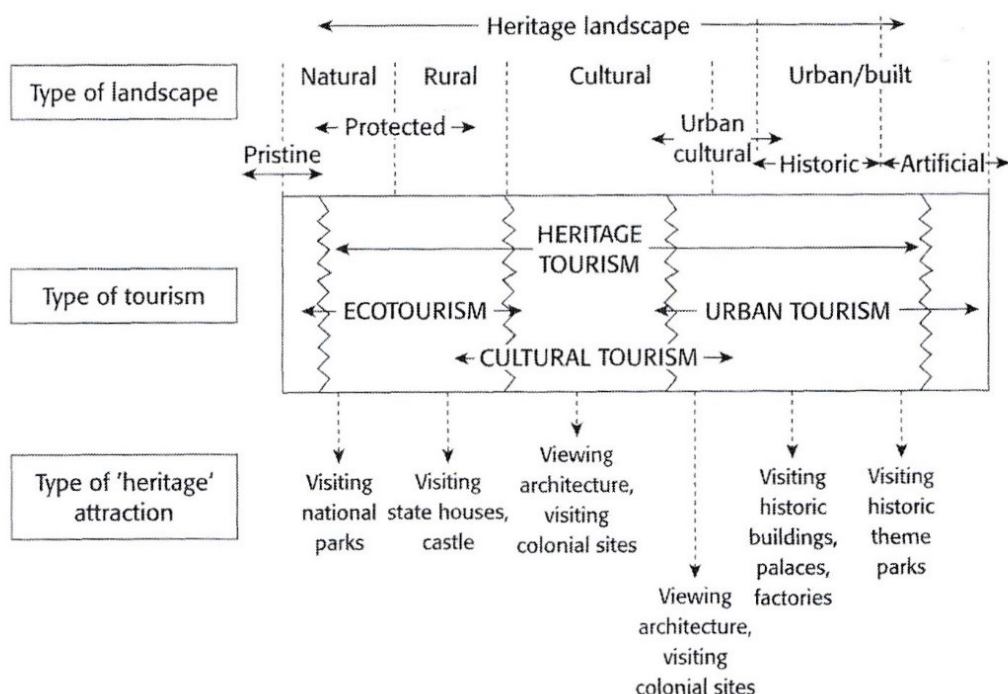 Heritage landscape
Type of landscape
Natural
Rural
Cultural
Urban/built
Protected
Urban
cultural
Pristine
Historic
Artificial
Type of tourism
HERITAGE
TOURISM
ECOTOURISM
URBAN TOURISM
CULTURAL TOURISM
Type of 'heritage'
attraction
Visiting
national
parks
Visiting
state houses,
castle
Viewing
architecture,
visiting
colonial sites
Viewing
architecture,
visiting
colonial sites
Visiting
historic
buildings,
palaces,
factories
Visiting
historic
theme
parks